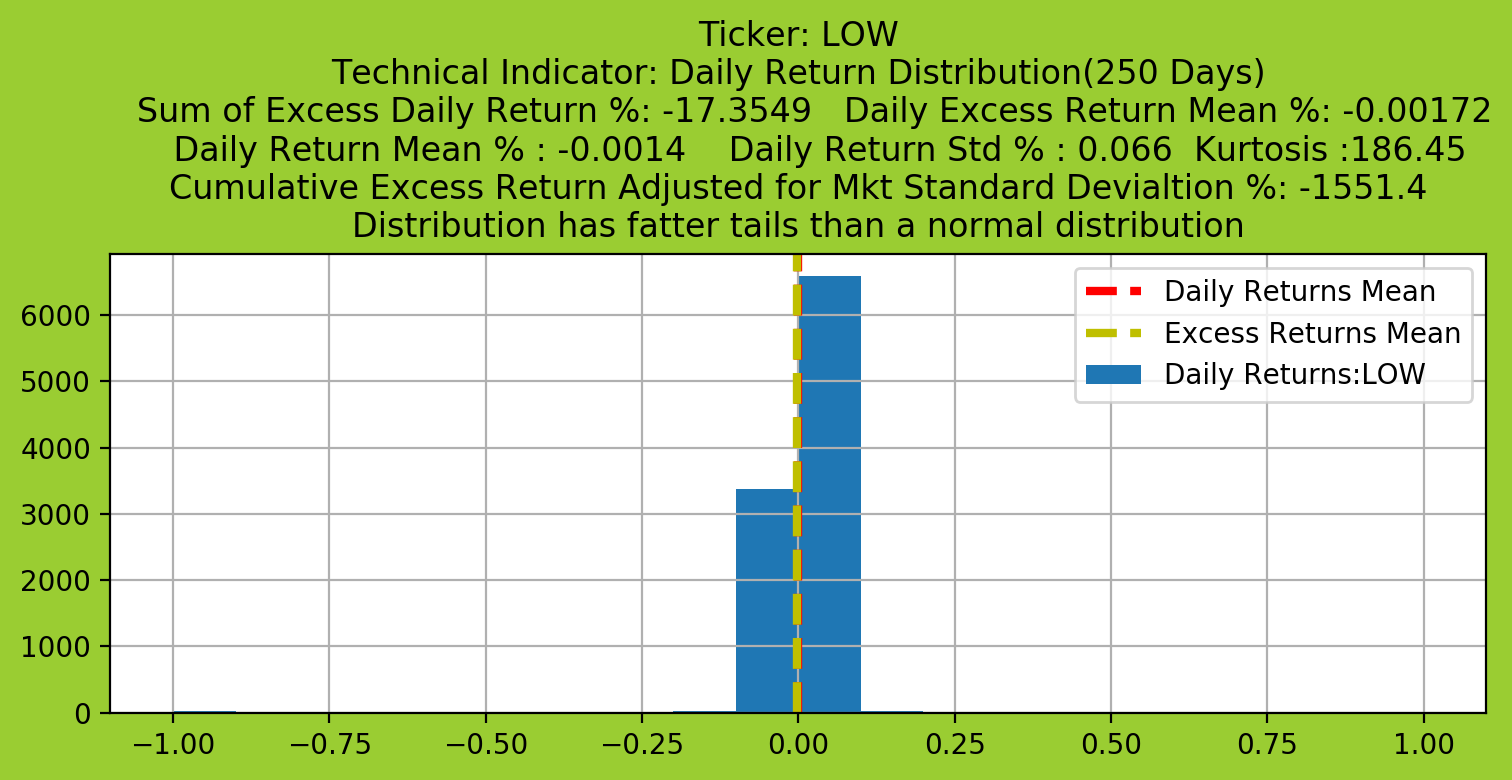 Ticker: LOW
Technical Indicator: Daily Return Distribution(250 Days)
Sum of Excess Daily Return %: -17.3549   Daily Excess Return Mean %: -0.00172
Daily Return Mean % : -0.0014    Daily Return Std % : 0.066  Kurtosis :186.45
Cumulative Excess Return Adjusted for Mkt Standard Devialtion %: -1551.4
Distribution has fatter tails than a normal distribution
Daily Returns Mean
Excess Returns Mean
Daily Returns:LOW
6000
5000
4000
3000
2000
1000
0
−1.00 −0.75 −0.50 −0.25 0.00 0.25 0.50 0.75 1.00